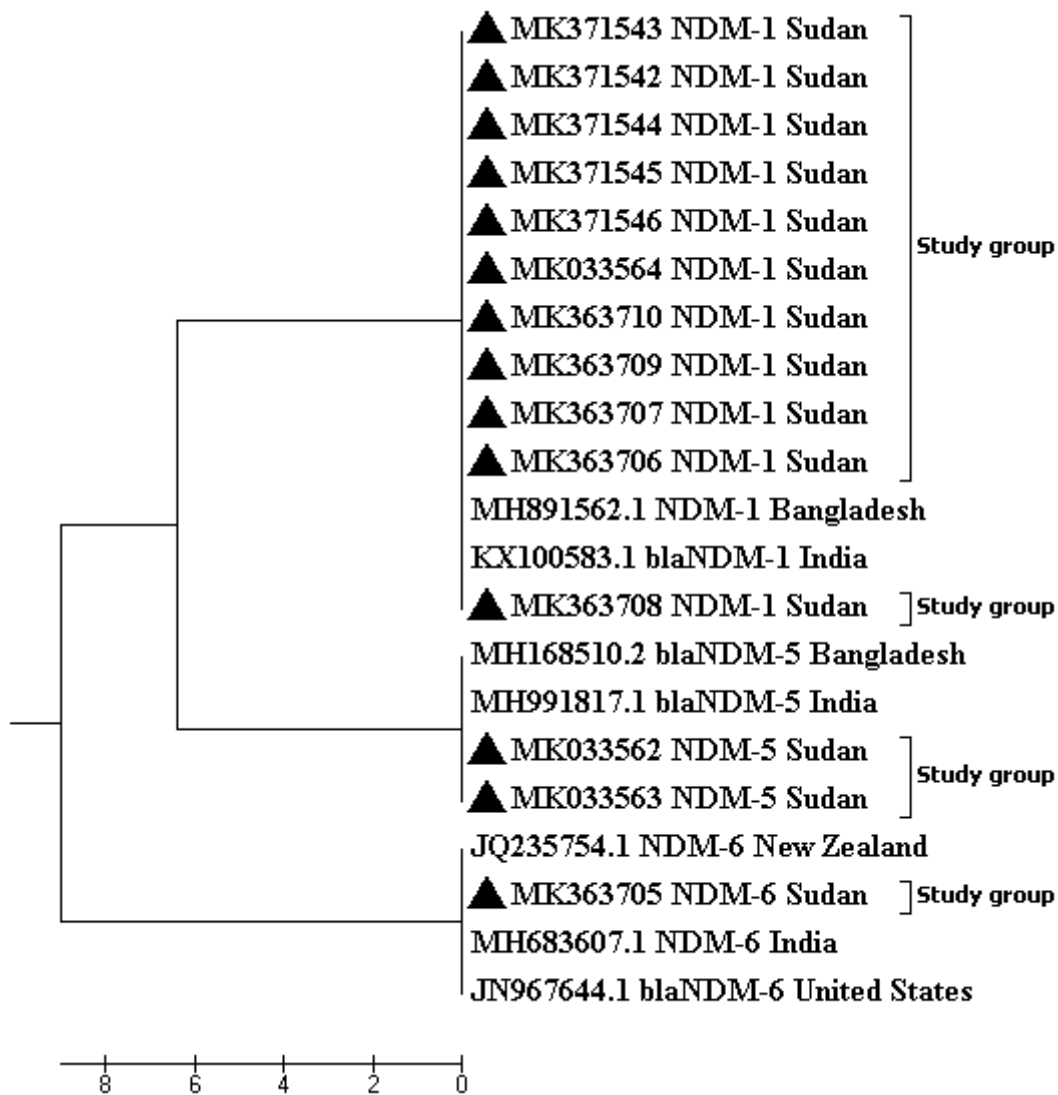 MK371543 NDM-1 Sudan
MK371542 NDM-1 Sudan
MK371544 NDM-1 Sudan
MK371545 NDM-1 Sudan
MK371546 NDM-1 Sudan
Study group
MK033564 NDM-1 Sudan
MK363710 NDM-1 Sudan
MK363709 NDM-1 Sudan
MK363707 NDM-1 Sudan
MK363706 NDM-1 Sudan
MH891562.1 NDM-1 Bangladesh
KX100583.1 blaNDM-1 India
MK363708 NDM-1 Sudan Study group
MH168510.2 blaNDM-5 Bangladesh
MH991817.1 blaNDM-5 India
MK033562 NDM-5 Sudan
Study group
MK033563 NDM-5 Sudan
JQ235754.1 NDM-6 New Zealand
MK363705 NDM-6 Sudan Study group
MH683607.1 NDM-6 India
JN967644.1 blaNDM-6 United States
8 6 4 2 0